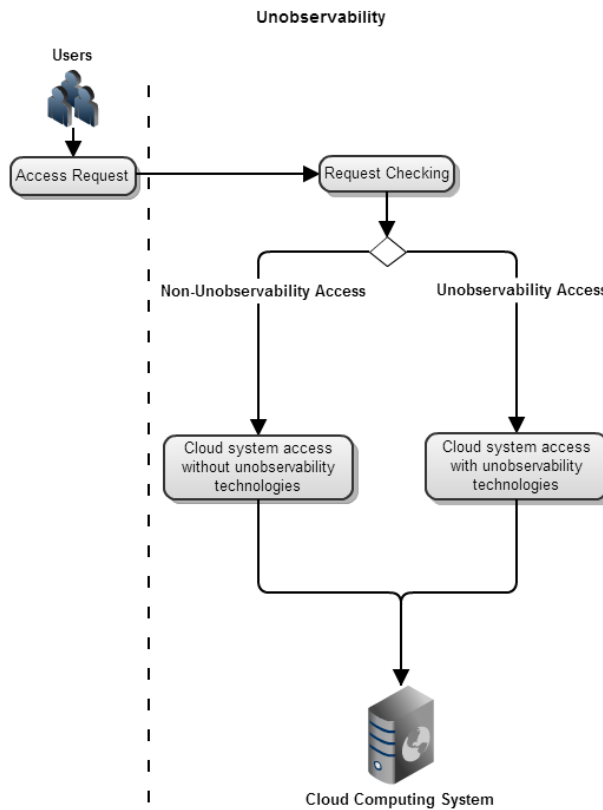 Unobservability
Users
Access Request
Request Checking
Non-Unobservability Access
Unobservability Access
Cloud system access
without unobservability
technologies
Cloud system access
with unobservability
technologies
Cloud Computing System